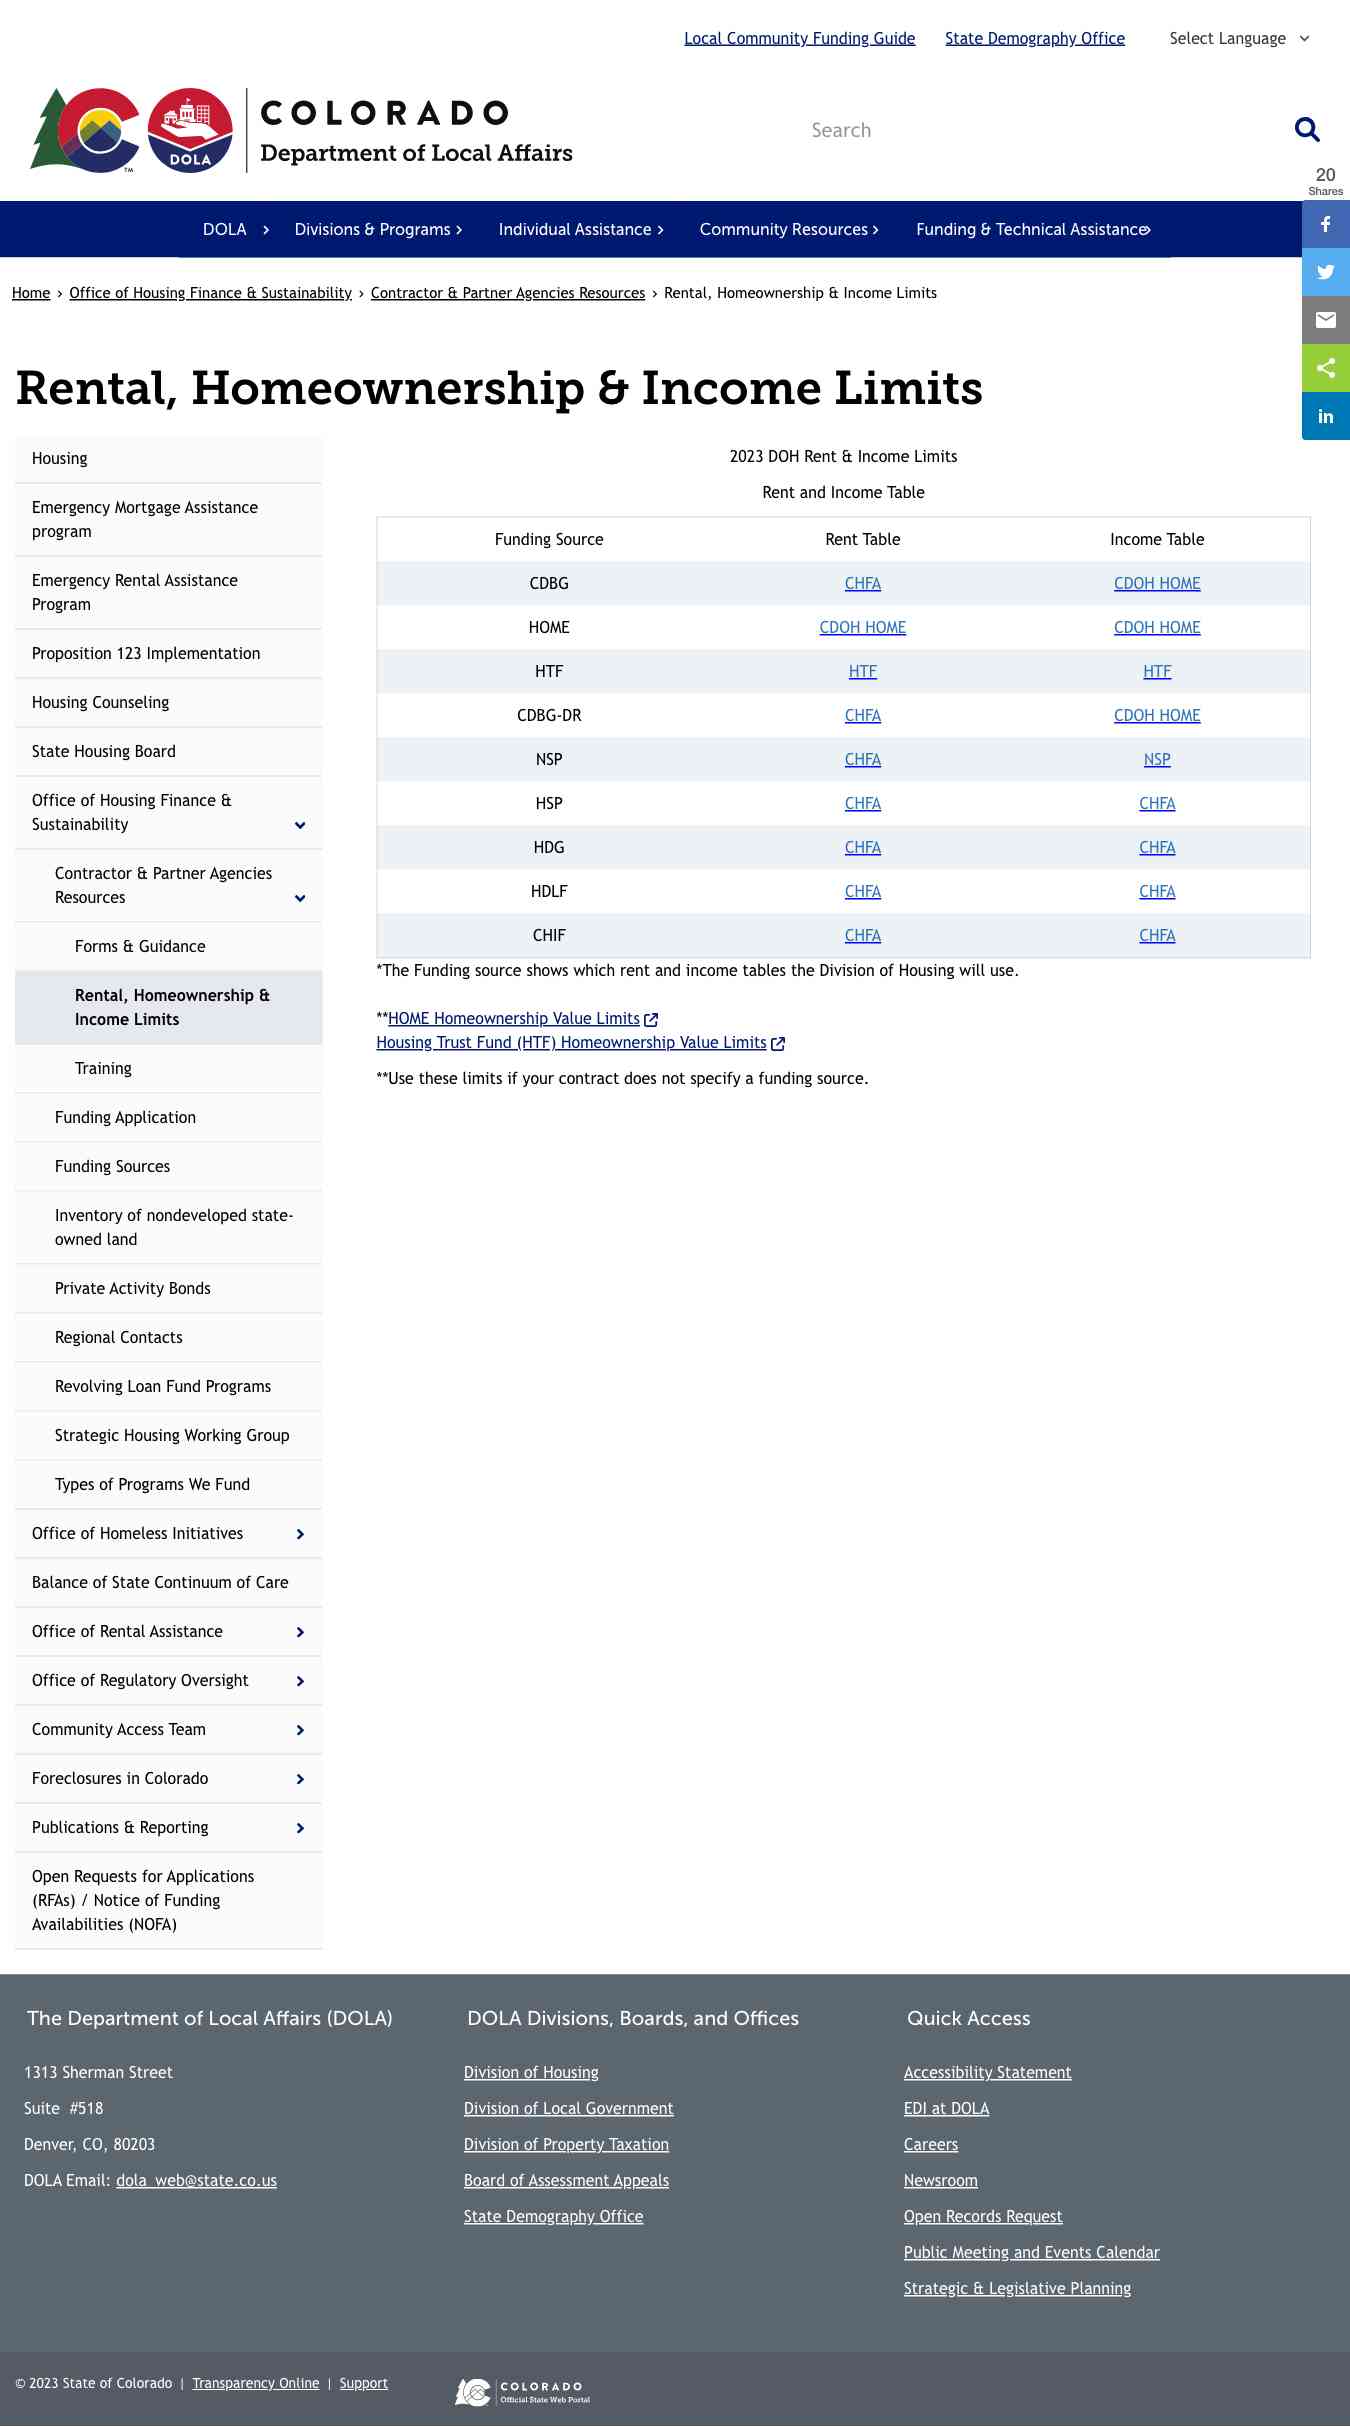 Local Community Funding Guide State Demography Office Select Language
COLORADO
Department of Local Affairs
DOLA
TM
Search
20
Shares
DOLA Divisions & Programs Individual Assistance Community Resources Funding & Technical Assistance
Home › Office of Housing Finance & Sustainability › Contractor & Partner Agencies Resources › Rental, Homeownership & Income Limits
in
Rental, Homeownership & Income Limits
Housing
Emergency Mortgage Assistance
program
Emergency Rental Assistance
Program
Proposition 123 Implementation
Housing Counseling
State Housing Board
Office of Housing Finance &
Sustainability
Contractor & Partner Agencies
Resources
Forms & Guidance
Rental, Homeownership &
Income Limits
Training
Funding Application
Funding Sources
Inventory of nondeveloped state-
owned land
Private Activity Bonds
Regional Contacts
Revolving Loan Fund Programs
Strategic Housing Working Group
Types of Programs We Fund
Office of Homeless Initiatives
Balance of State Continuum of Care
Office of Rental Assistance
Office of Regulatory Oversight
Community Access Team
Foreclosures in Colorado
Publications & Reporting
Open Requests for Applications
(RFAs) / Notice of Funding
Availabilities (NOFA)
2023 DOH Rent & Income Limits
Rent and Income Table
Funding Source Rent Table Income Table
CDBG CHFA CDOH HOME
HOME CDOH HOME CDOH HOME
HTF HTF HTF
CDBG-DR CHFA CDOH HOME
NSP CHFA NSP
HSP CHFA CHFA
HDG CHFA CHFA
HDLF CHFA CHFA
CHIF CHFA CHFA
*The Funding source shows which rent and income tables the Division of Housing will use.
**HOME Homeownership Value Limits
Housing Trust Fund (HTF) Homeownership Value Limits
**Use these limits if your contract does not specify a funding source.
The Department of Local Affairs (DOLA)
1313 Sherman Street
Suite #518
Denver, CO, 80203
DOLA Email: dola_web@state.co.us
DOLA Divisions, Boards, and Offices
Division of Housing
Division of Local Government
Division of Property Taxation
Board of Assessment Appeals
State Demography Office
Quick Access
Accessibility Statement
EDI at DOLA
Careers
Newsroom
Open Records Request
Public Meeting and Events Calendar
Strategic & Legislative Planning
© 2023 State of Colorado | Transparency Online | Support
COLORADO
Official State Web Portal